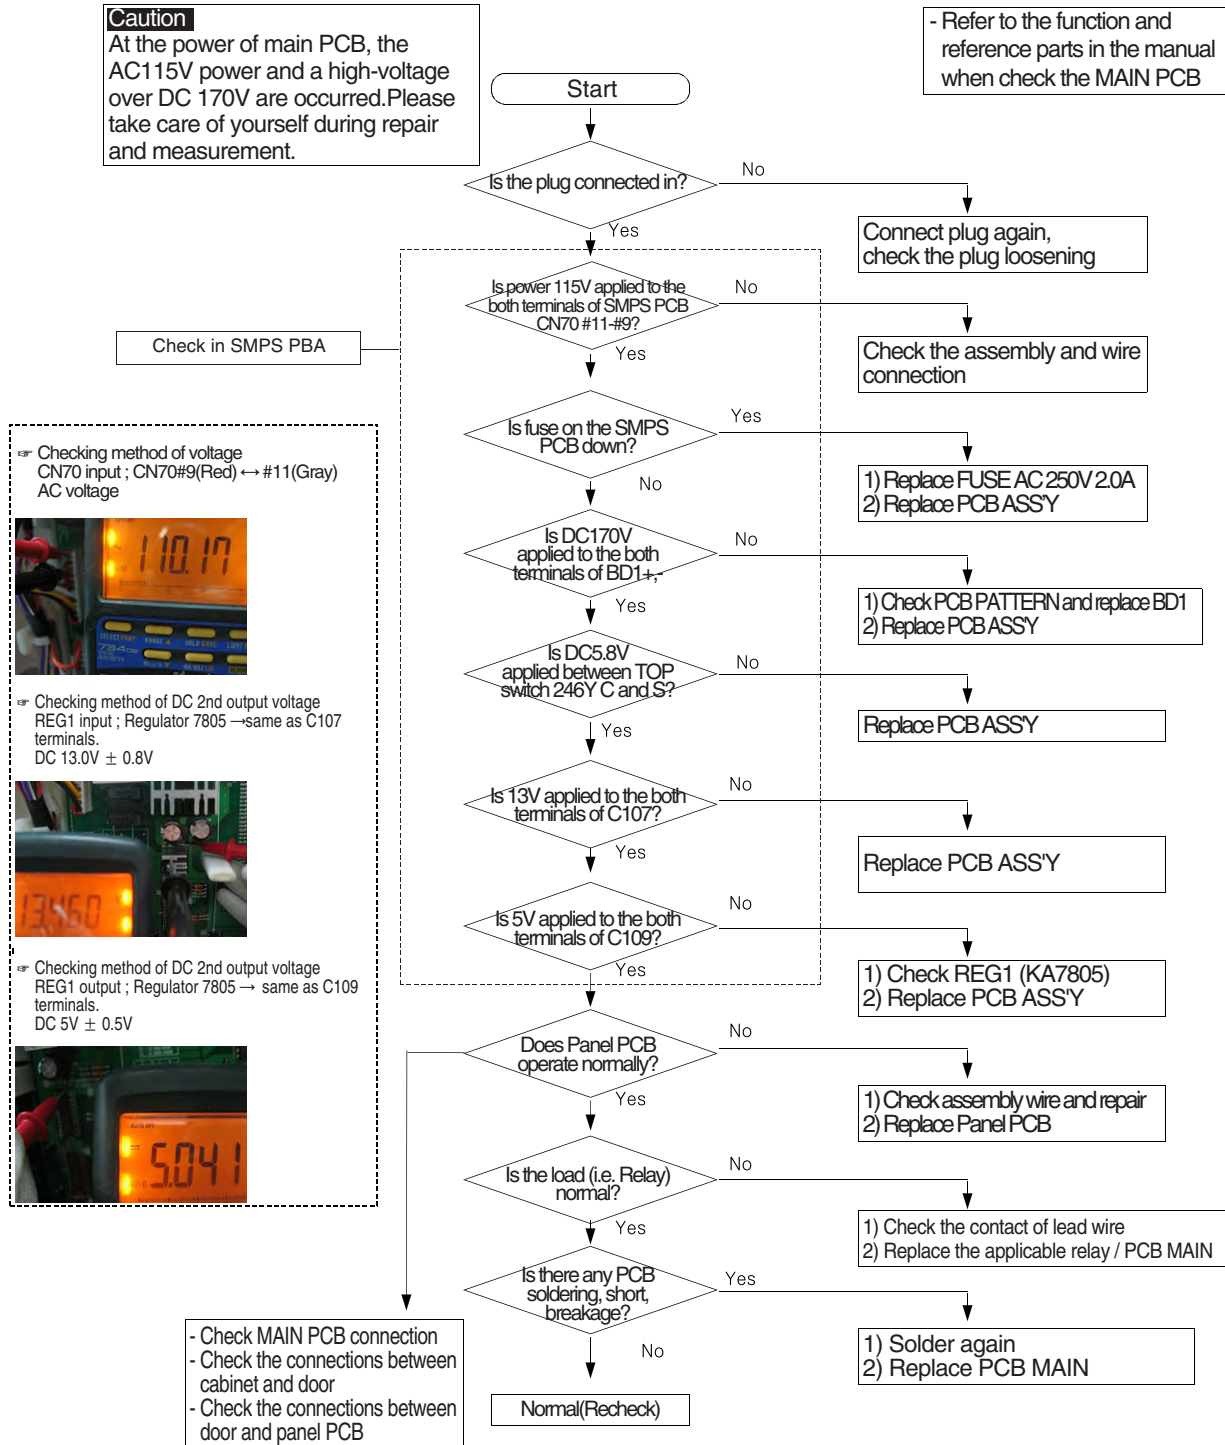 Caution
At the power of main PCB, the
AC115V power and a high-voltage
over DC 170V are occurred.Please
take care of yourself during repair
and measurement.
- Refer to the function and
reference parts in the manual
when check the MAIN PCB
Start
Is the plug connected in?
No
Yes
Connect plug again,
check the plug loosening
Is power 115V applied to the
both terminals of SMPS PCB
CN70 #11-#9?
No
Yes
Check the assembly and wire
connection
Check in SMPS PBA
Is fuse on the SMPS
PCB down?
Yes
No
1) Replace FUSE AC 250V 2.0A
2) Replace PCB ASS'Y
☞ Checking method of voltage
CN70 input ; CN70#9(Red) ↔ #11(Gray)
AC voltage
110.17
Is DC170V
applied to the both
terminals of BD1+,-
No
Yes
1) Check PCB PATTERN and replace BD1
2) Replace PCB ASS'Y
Is DC5.8V
applied between TOP
switch 246Y C and S?
No
Yes
Replace PCB ASS'Y
☞ Checking method of DC 2nd output voltage
REG1 input ; Regulator 7805 →same as C107
terminals.
DC 13.0V ± 0.8V
13.460
Is 13V applied to the both
terminals of C107?
No
Yes
Replace PCB ASS'Y
Is 5V applied to the both
terminals of C109?
No
Yes
1) Check REG1 (KA7805)
2) Replace PCB ASS'Y
☞ Checking method of DC 2nd output voltage
REG1 output ; Regulator 7805 → same as C109
terminals.
DC 5V ± 0.5V
AUTO OFF
5.041
Does Panel PCB
operate normally?
No
Yes
1) Check assembly wire and repair
2) Replace Panel PCB
Is the load (i.e. Relay)
normal?
No
Yes
1) Check the contact of lead wire
2) Replace the applicable relay / PCB MAIN
Is there any PCB
soldering, short,
breakage?
Yes
No
1) Solder again
2) Replace PCB MAIN
- Check MAIN PCB connection
- Check the connections between
cabinet and door
- Check the connections between
door and panel PCB
Normal(Recheck)